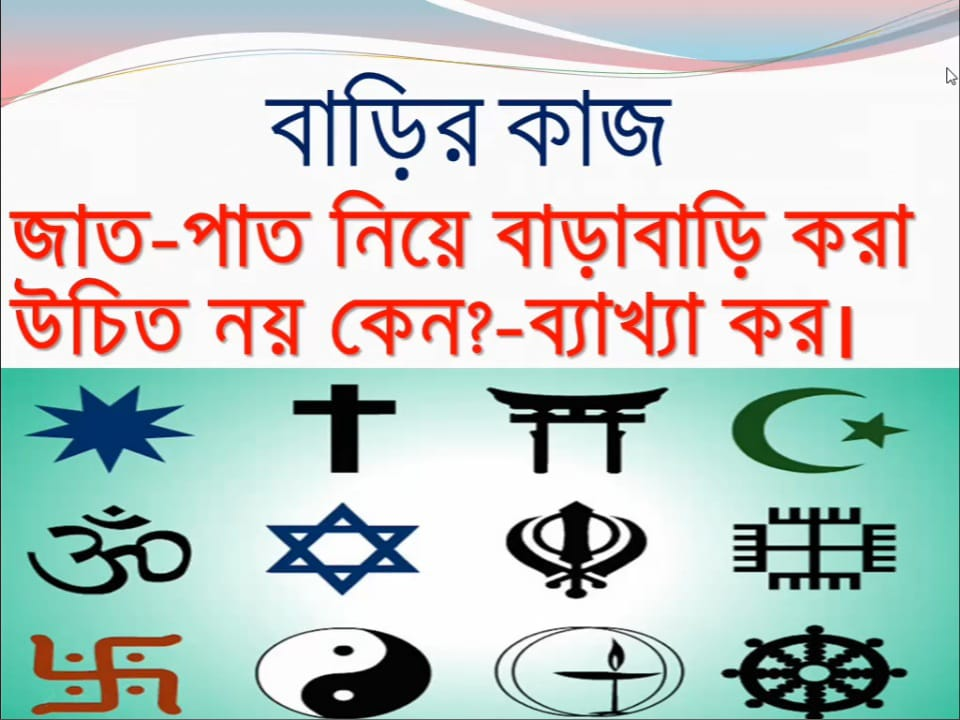 বাড়ির কাজ
জাত-পাত নিয়ে বাড়াবাড়ি করা
উচিত নয় কেন?-ব্যাখ্যা কর।